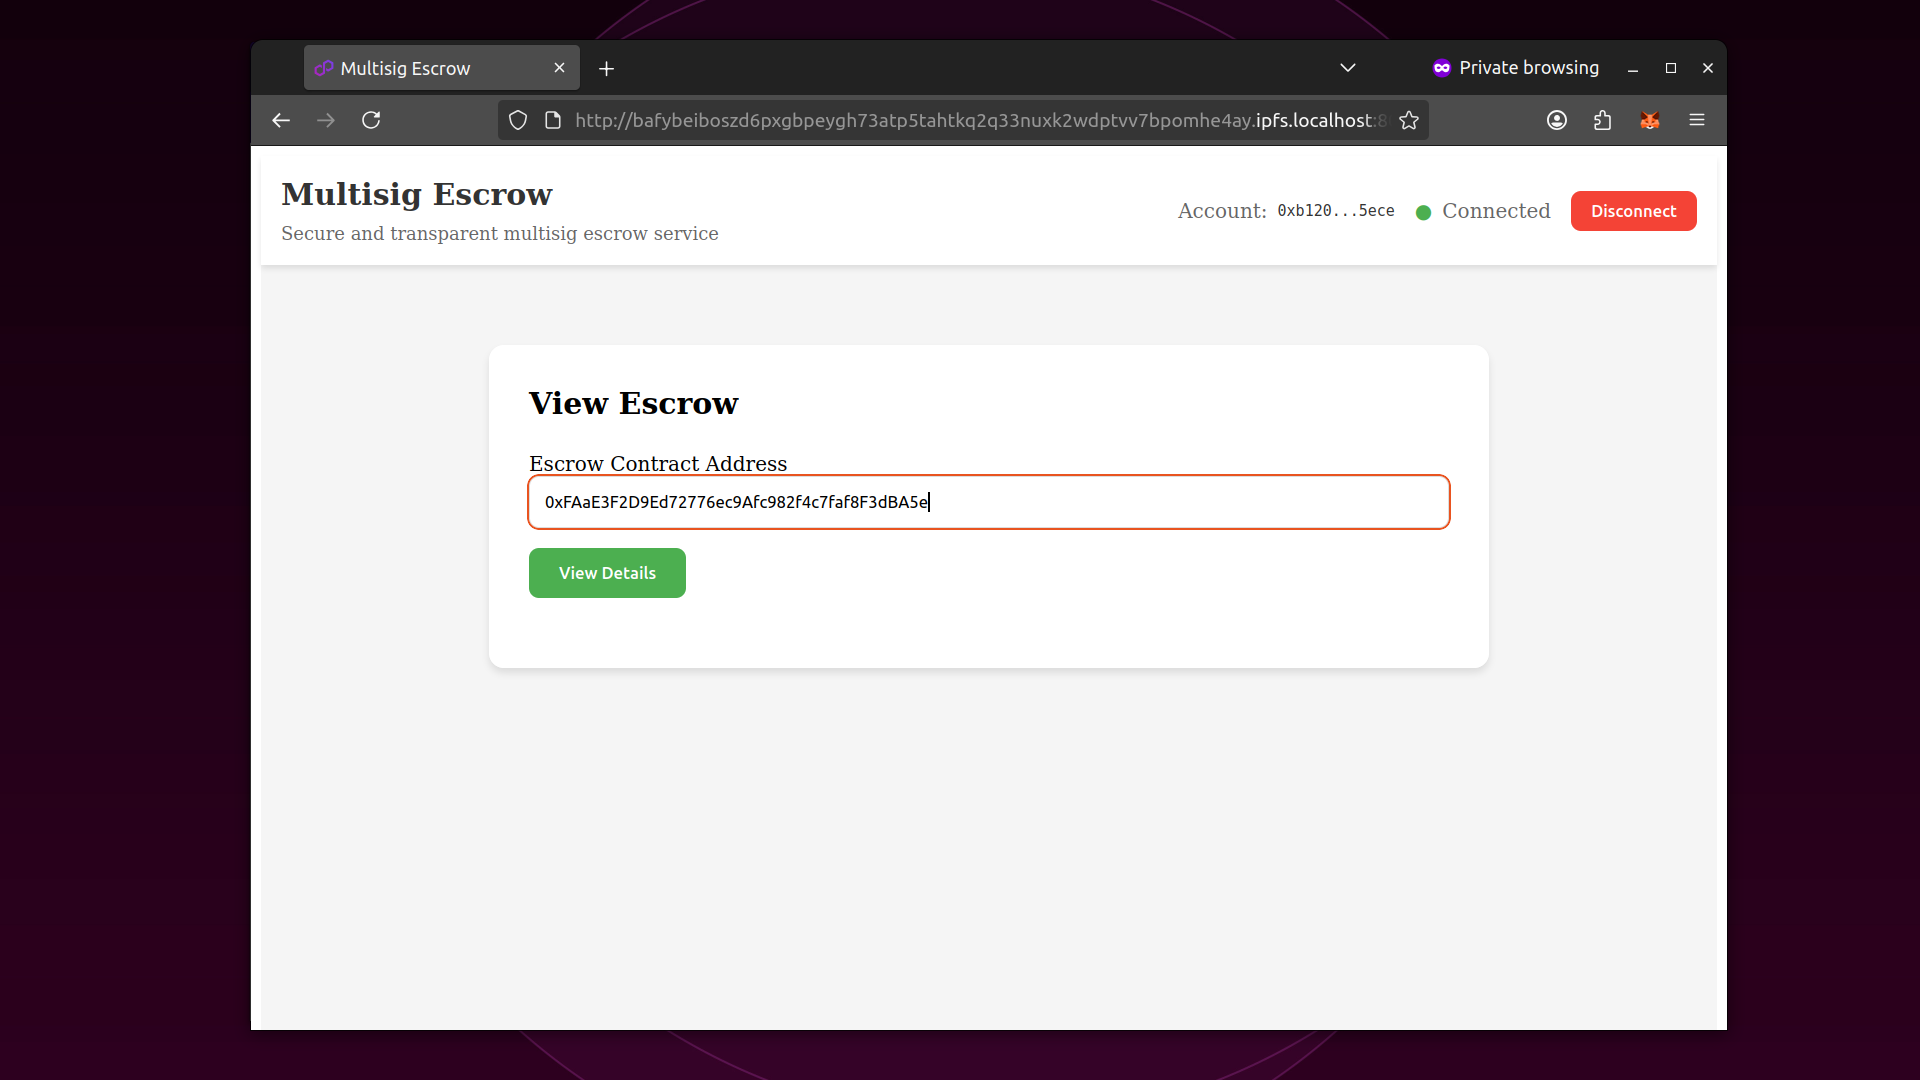 Multisig Escrow
Private browsing
http://bafybeiboszd6pxgbpeygh73atp5tahtkq2q33nuxk2wdptvv7bpomhe4ay.ipfs.localhost:8
Multisig Escrow
Secure and transparent multisig escrow service
Account: 0xb120...5ece
Connected
Disconnect
View Escrow
Escrow Contract Address
0xFAaE3F2D9Ed72776ec9Afc982f4c7faf8F3dBA5e
View Details